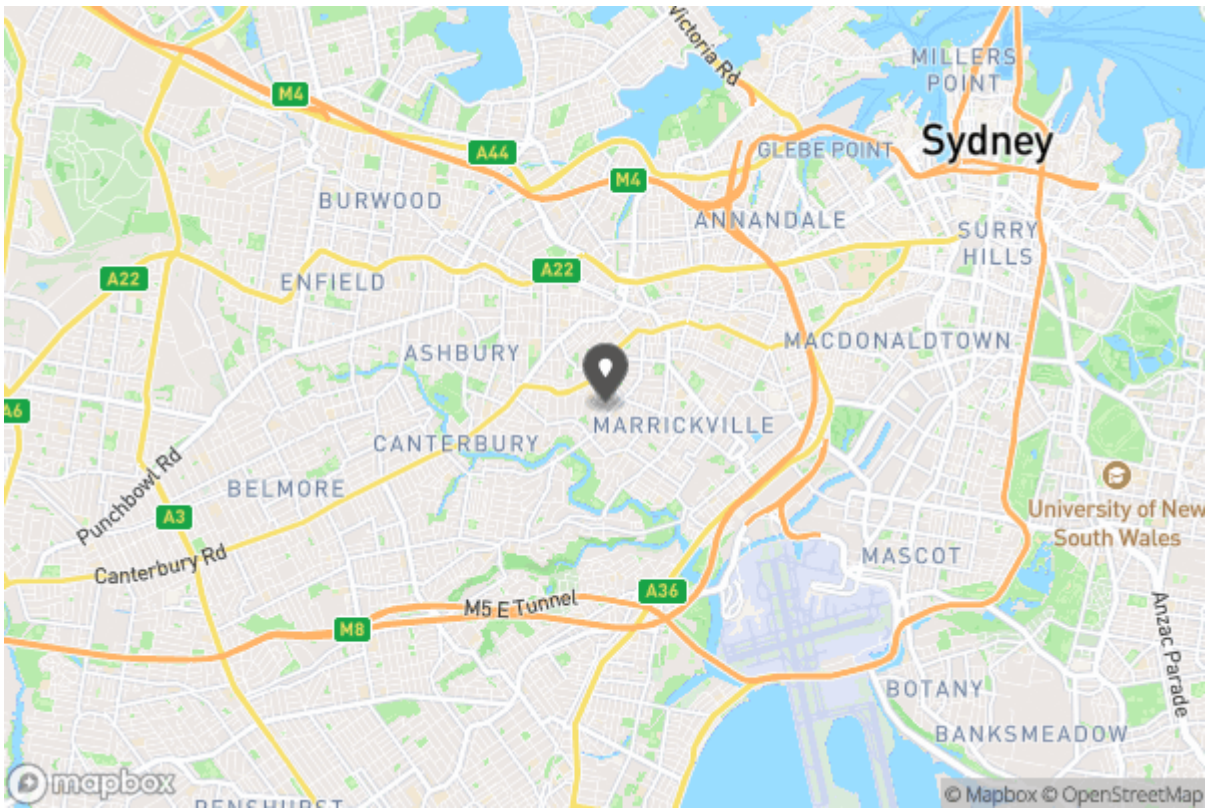 Victoria Rd
MILLERS
POINT
M4
Sydney
A44
GLEBE POINT
M4
BURWOOD
ANNANDALE
SURRY
HILLS
A22
A22
ENFIELD
MACDONALDTOWN
ASHBURY
A6
MARRICKVILLE
CANTERBURY
Punchbowl Rd
BELMORE
University of New
South Wales
A3
Canterbury Rd
MASCOT
A36
M5 E Tunnel
M8
Anzac Parade
BOTANY
BANKSMEADOW
mapbox
© Mapbox © OpenStreetMap
PENSHURST